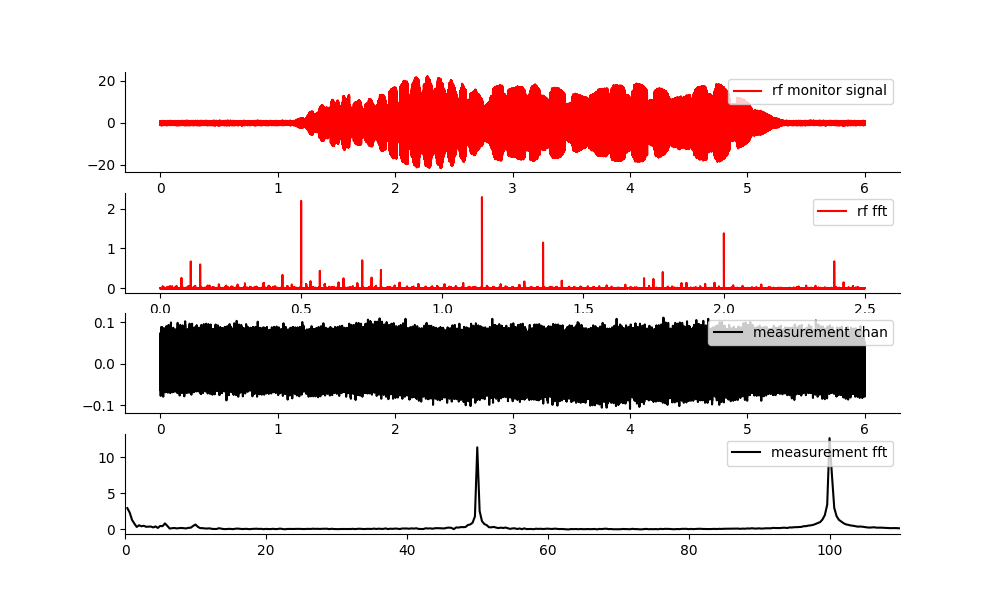 20
0
−20
rf monitor signal
0 1 2 3 4 5 6
2
1
0
rf fft
0.0 0.5 1.0 1.5 2.0 2.5
0.1
0.0
−0.1
measurement chan
0 1 2 3 4 5 6
10
5
0
measurement fft
0 20 40 60 80 100